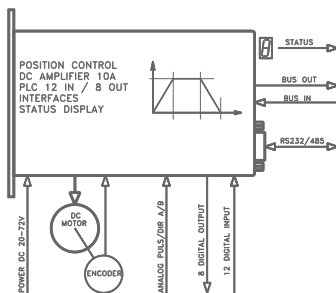 POSITION CONTROL
DC AMPLIFIER 10A
PLC 12 IN / 8 OUT
INTERFACES
STATUS DISPLAY
STATUS
BUS OUT
BUS IN
RS232/485
POWER DC 20-72V
DC
MOTOR
ENCODER
ANALOG PULS/DIR A/B
8 DIGITAL OUTPUT
12 DIGITAL INPUT